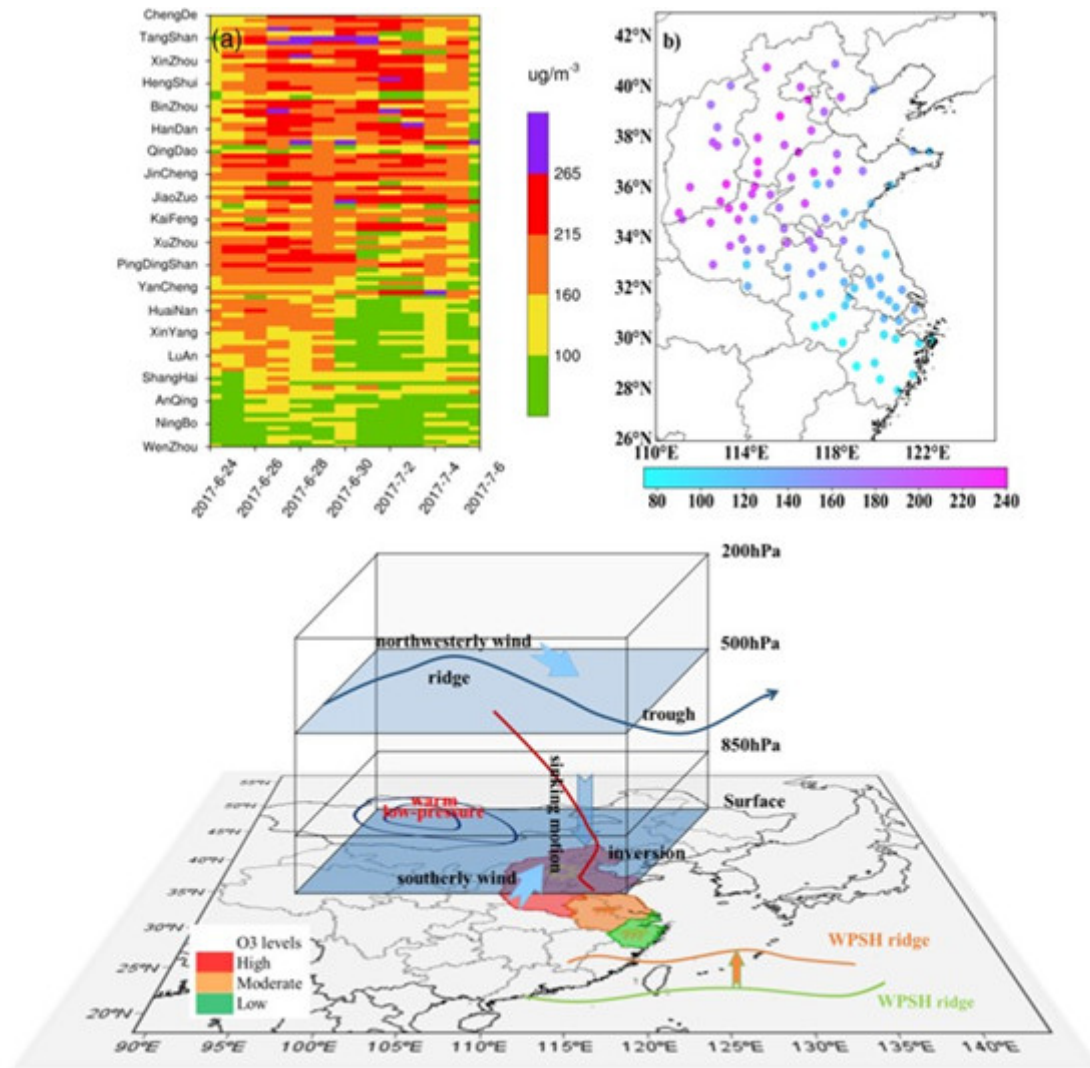 (a)
ChengDe
TangShan
XinZhou
HengShui
BinZhou
HanDan
QingDao
JinCheng
JiaoZuo
KaiFeng
XuZhou
PingDingShan
YanCheng
HuaiNan
XinYang
LuAn
ShangHai
AnQing
NingBo
WenZhou
2017-6-24
2017-6-26
2017-6-28
2017-6-30
2017-7-2
2017-7-4
2017-7-6
ug/m-3
265
215
160
100
b)
42°N
40°N
38°N
36°N
34°N
32°N
30°N
28°N
26°N
110°E
114°E
118°E
122°E
80
100
120
140
160
180
200
220
240
200hPa
northwesterly wind
500hPa
ridge
trough
850hPa
sinking motion
Surface
warm
low-pressure
inversion
southerly wind
55°N
50°N
45°N
40°N
35°N
30°N
25°N
20°N
O3 levels
High
Moderate
Low
WPSH ridge
WPSH ridge
90°E
95°E
100°E
105°E
110°E
115°E
120°E
125°E
130°E
135°E
140°E